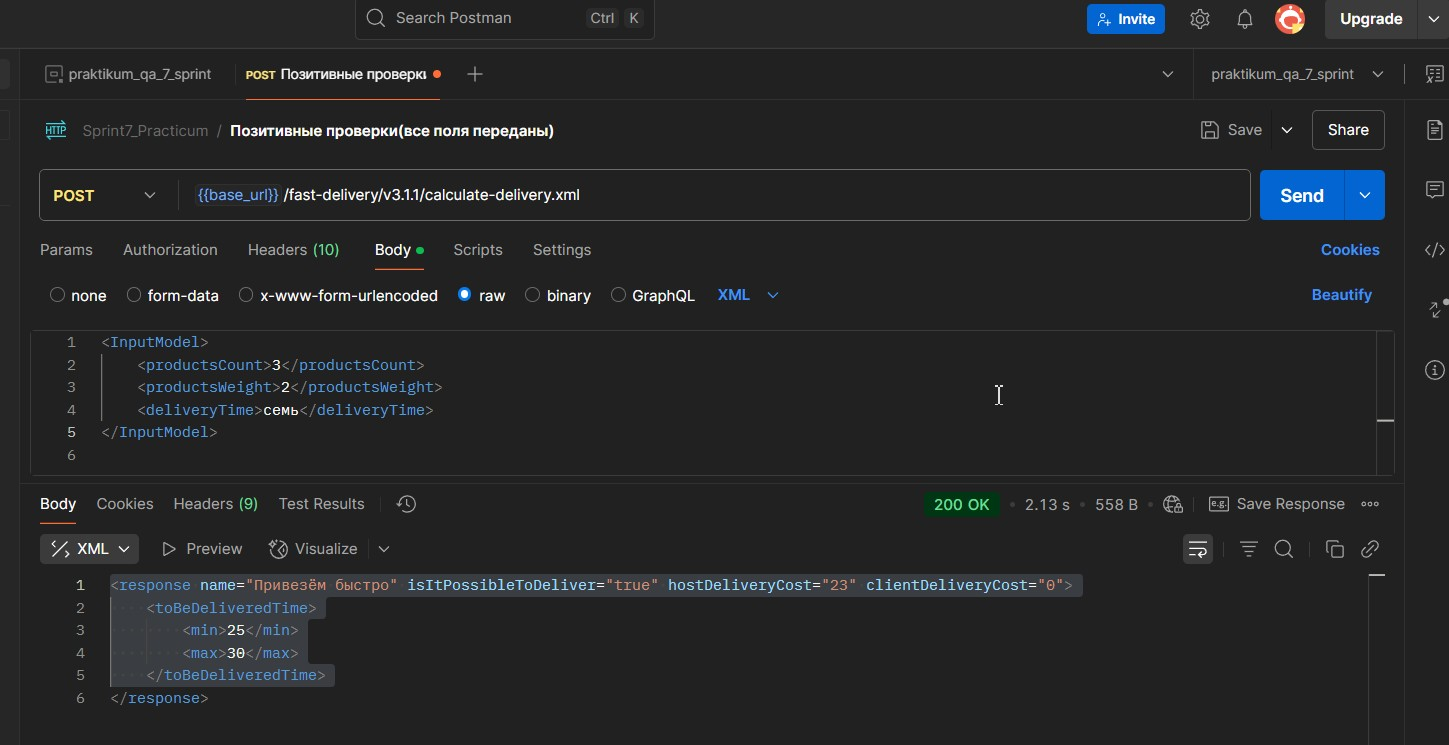 Search Postman Ctrl K Invite Upgrade
praktikum_qa_7_sprint POST Позитивные проверки praktikum_qa_7_sprint
HTTP Sprint7_Practicum / Позитивные проверки(все поля переданы) Save Share
POST {{base_url}} /fast-delivery/v3.1.1/calculate-delivery.xml Send
Params Authorization Headers (10) Body Scripts Settings Cookies
none form-data x-www-form-urlencoded raw binary GraphQL XML Beautify
1 <InputModel>
2 <productsCount>3</productsCount>
3 <productsWeight>2</productsWeight>
4 <deliveryTime>семь</deliveryTime>
5 </InputModel>
6
Body Cookies Headers (9) Test Results 200 OK • 2.13 s • 558 B • e.g. Save Response
XML Preview Visualize
1 <response name="Привезём быстро" isItPossibleToDeliver="true" hostDeliveryCost="23" clientDeliveryCost="0">
2 <toBeDeliveredTime>
3 <min>25</min>
4 <max>30</max>
5 </toBeDeliveredTime>
6 </response>